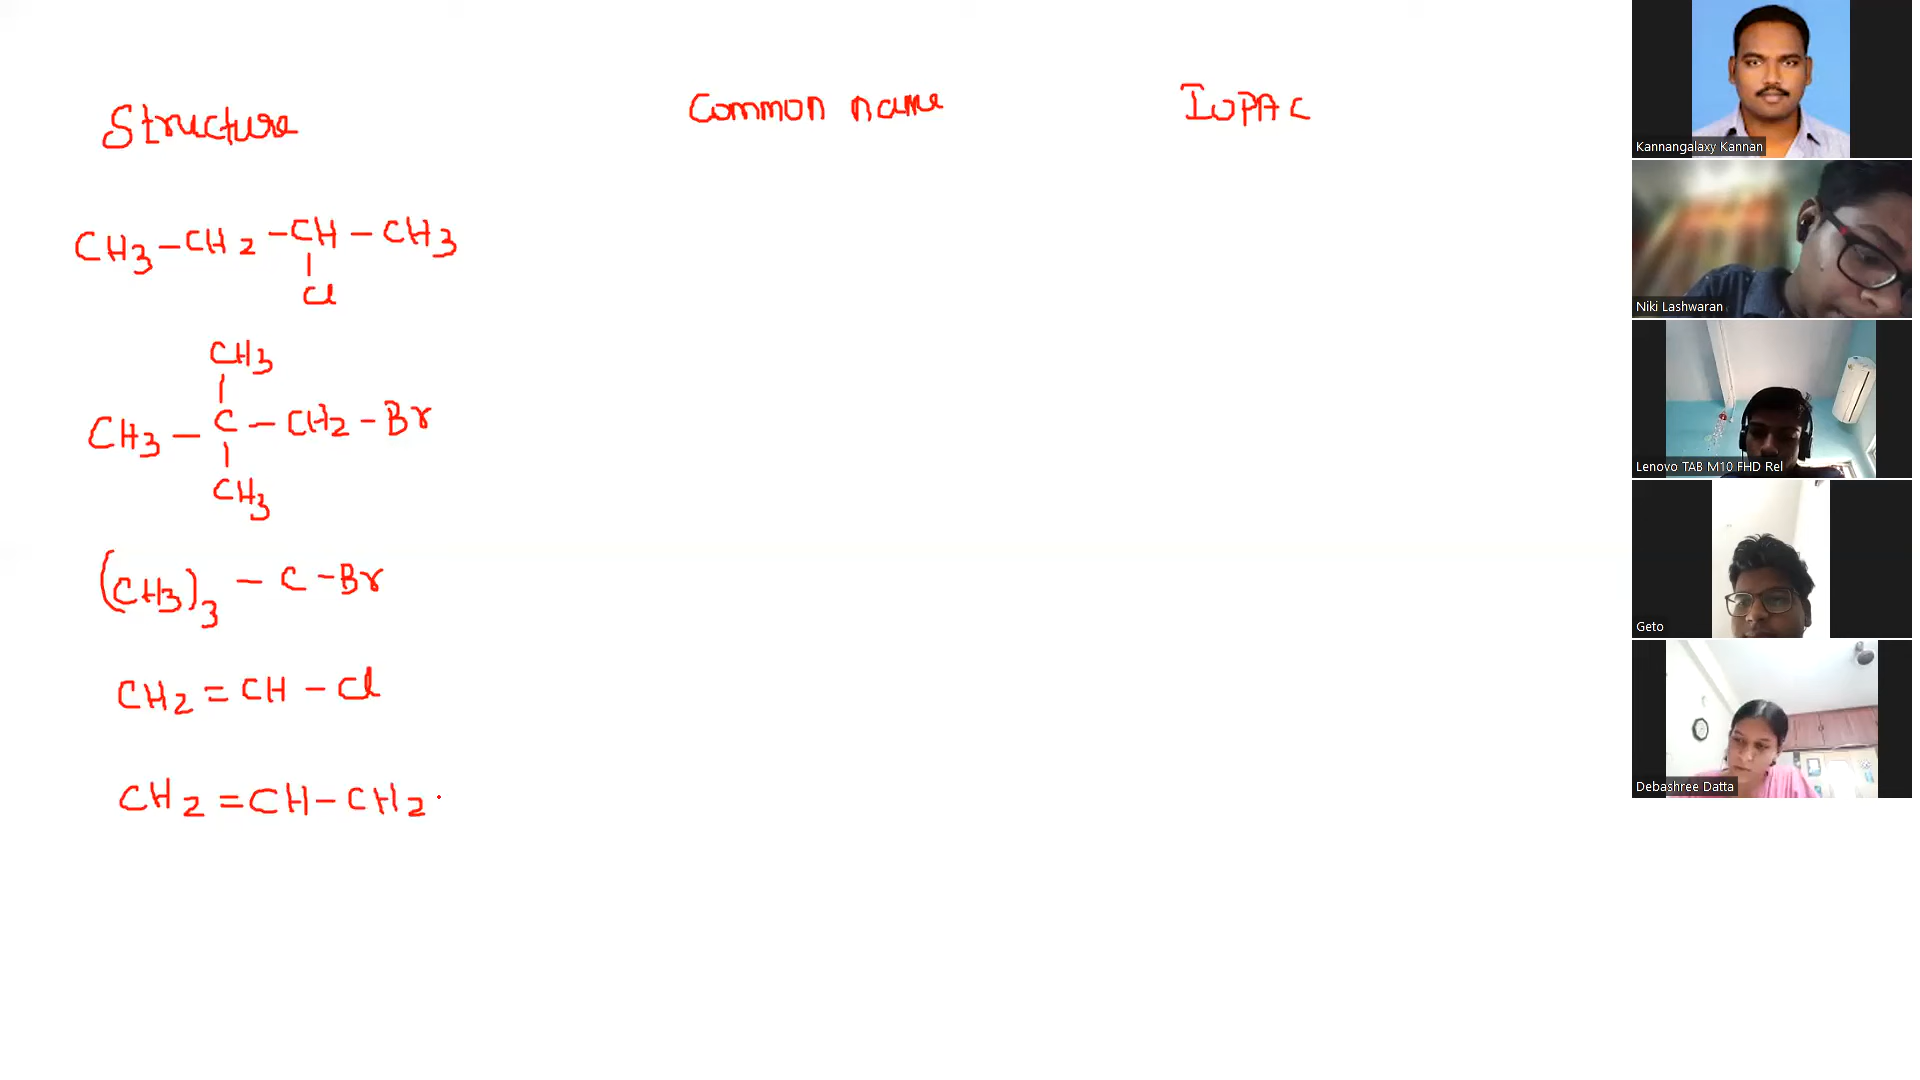 Structure Common name IUPAC
CH3-CH2-CH-CH3
|
Cl
CH3
|
CH3-C-CH2-Br
|
CH3
(CH3)3-C-Br
CH2=CH-Cl
CH2=CH-CH2
Kannangalaxy Kannan
Niki Lashwaran
Lenovo TAB M10 FHD Rel
Geto
Debashree Datta